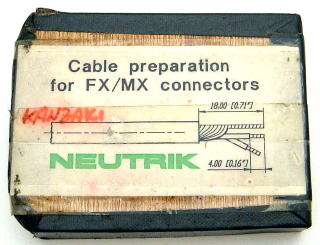 Cable preparation
for FX/MX connectors
18.00 [0.71"]
KANZAKI
NEUTRIK
4.00 [0.16"]